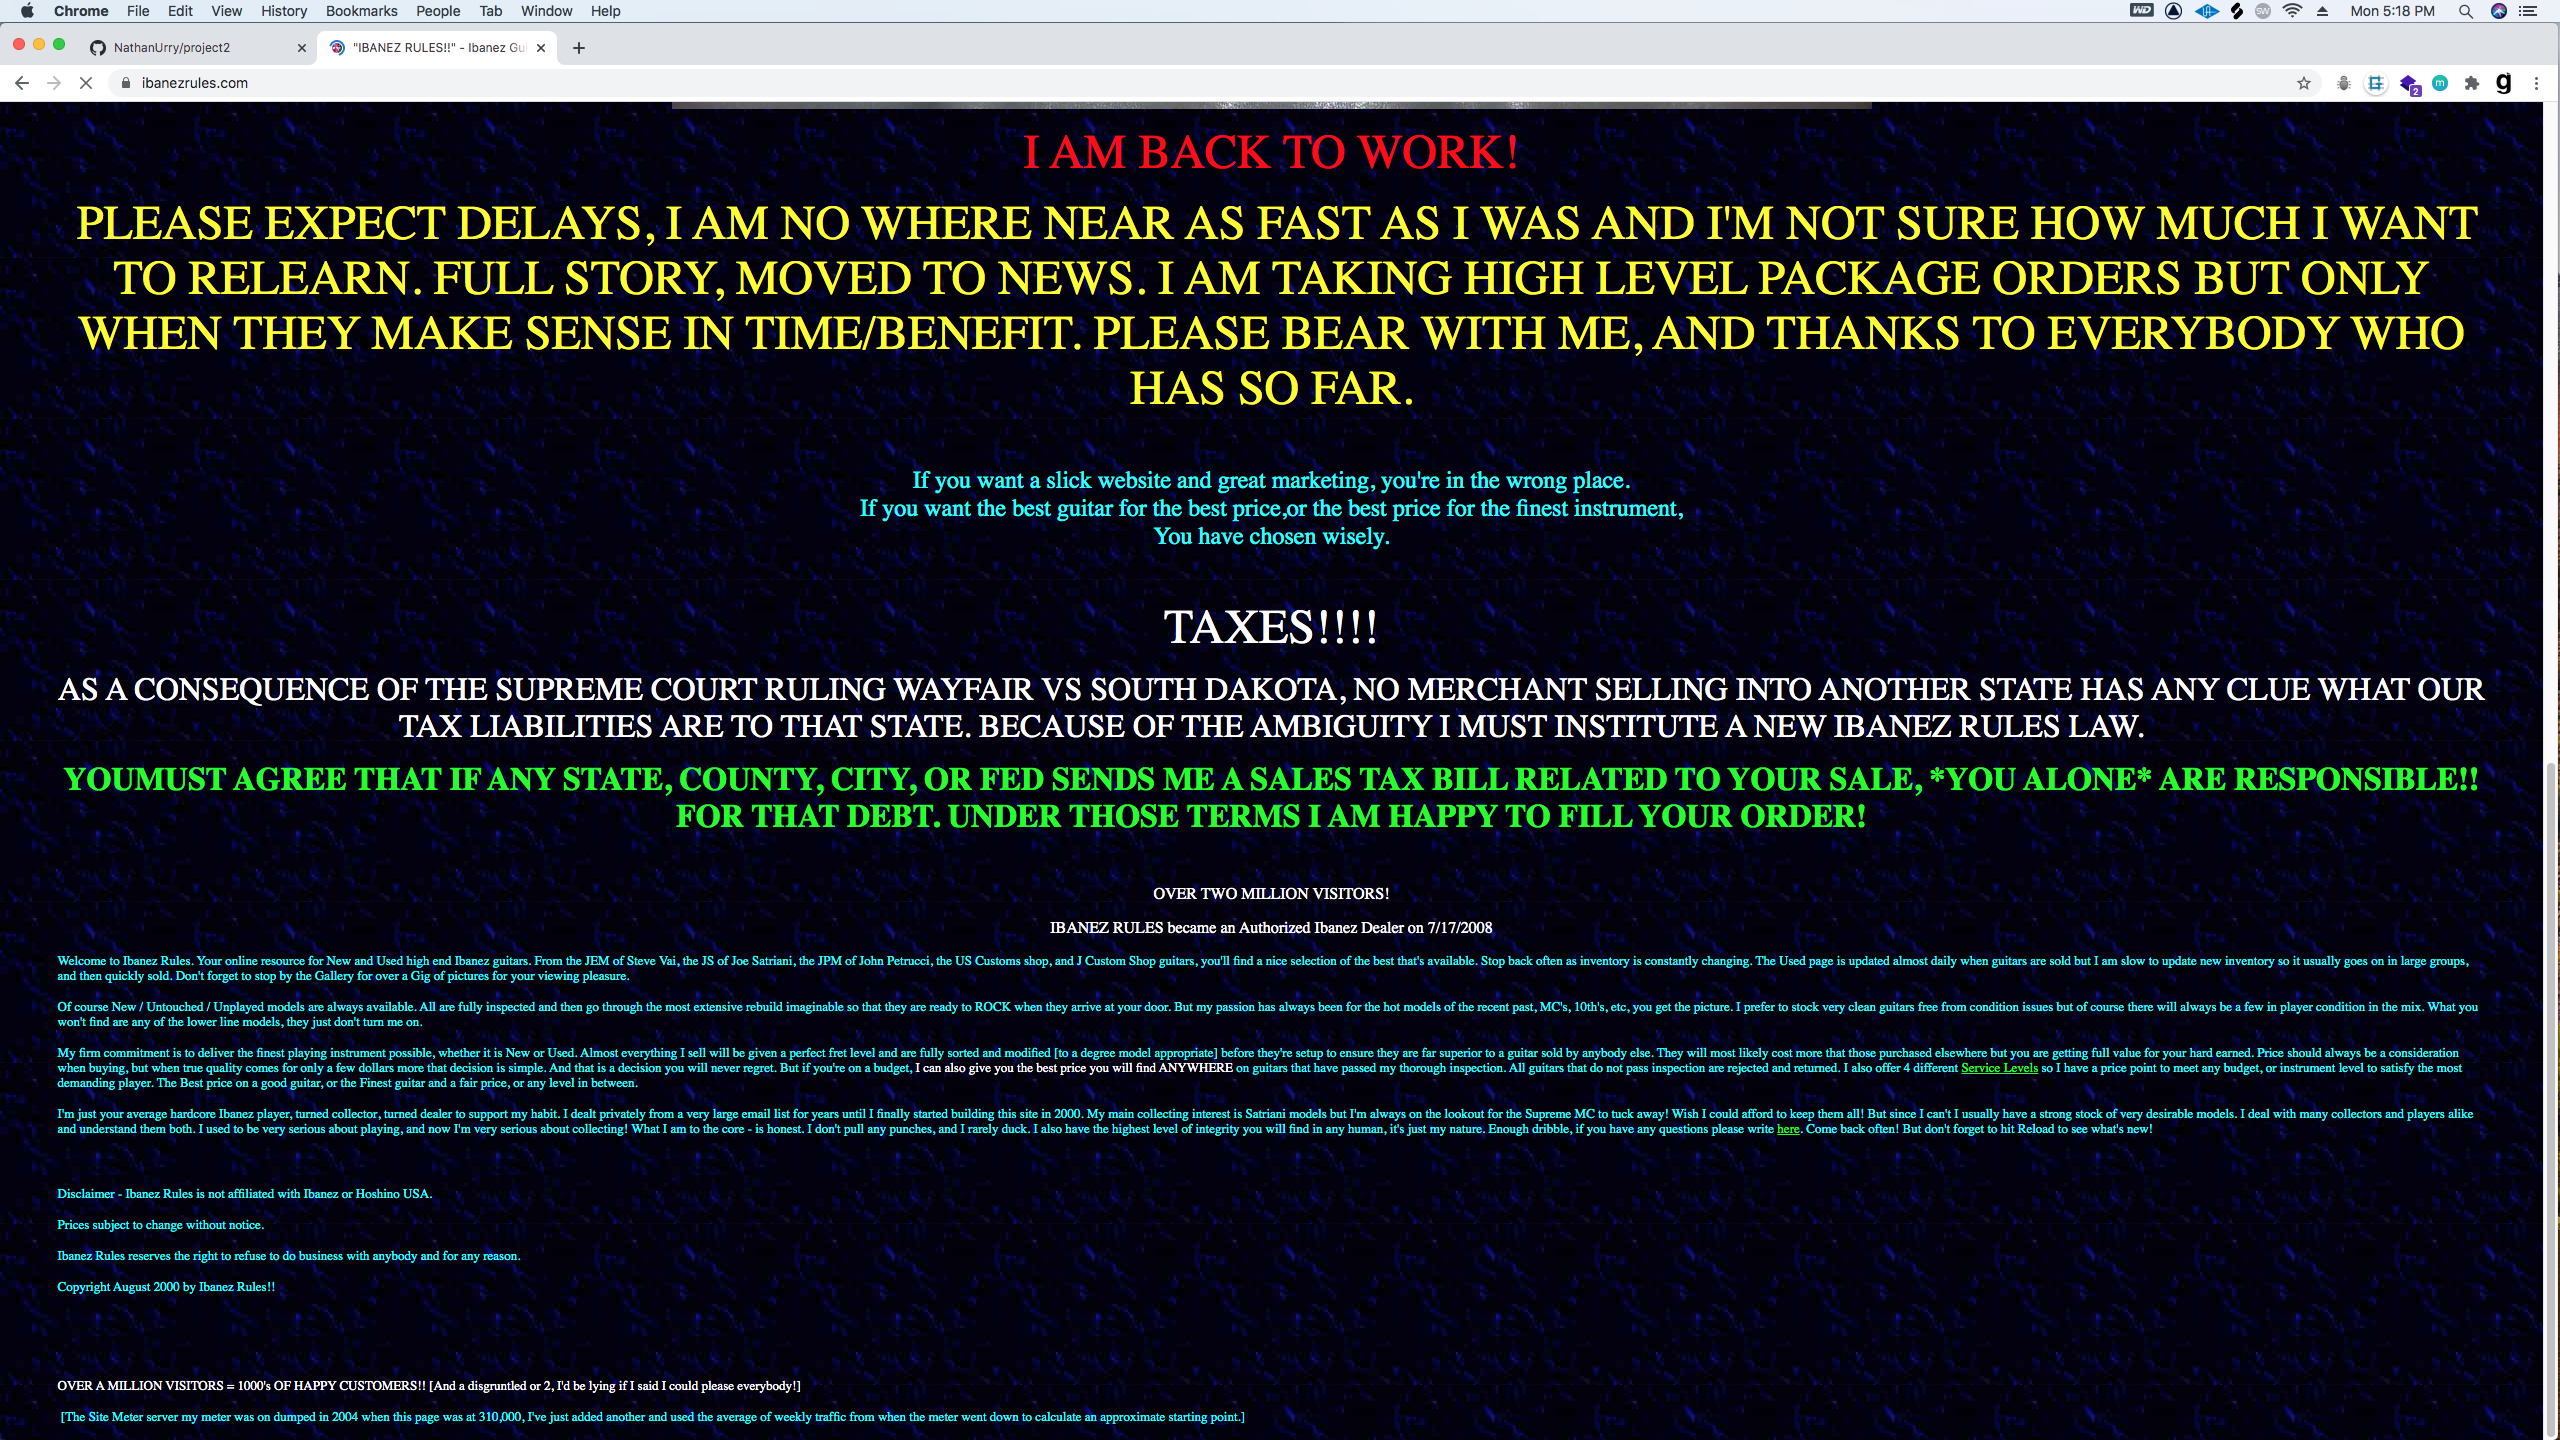 Chrome File Edit View History Bookmarks People Tab Window Help WD SW Mon 5:18 PM
NathanUrry/project2 "IBANEZ RULES!!" - Ibanez Gui
ibanezrules.com m 2 g
I AM BACK TO WORK!
PLEASE EXPECT DELAYS, I AM NO WHERE NEAR AS FAST AS I WAS AND I'M NOT SURE HOW MUCH I WANT
TO RELEARN. FULL STORY, MOVED TO NEWS. I AM TAKING HIGH LEVEL PACKAGE ORDERS BUT ONLY
WHEN THEY MAKE SENSE IN TIME/BENEFIT. PLEASE BEAR WITH ME, AND THANKS TO EVERYBODY WHO
HAS SO FAR.
If you want a slick website and great marketing, you're in the wrong place.
If you want the best guitar for the best price,or the best price for the finest instrument,
You have chosen wisely.
TAXES!!!!
AS A CONSEQUENCE OF THE SUPREME COURT RULING WAYFAIR VS SOUTH DAKOTA, NO MERCHANT SELLING INTO ANOTHER STATE HAS ANY CLUE WHAT OUR
TAX LIABILITIES ARE TO THAT STATE. BECAUSE OF THE AMBIGUITY I MUST INSTITUTE A NEW IBANEZ RULES LAW.
YOUMUST AGREE THAT IF ANY STATE, COUNTY, CITY, OR FED SENDS ME A SALES TAX BILL RELATED TO YOUR SALE, *YOU ALONE* ARE RESPONSIBLE!!
FOR THAT DEBT. UNDER THOSE TERMS I AM HAPPY TO FILL YOUR ORDER!
OVER TWO MILLION VISITORS!
IBANEZ RULES became an Authorized Ibanez Dealer on 7/17/2008
Welcome to Ibanez Rules. Your online resource for New and Used high end Ibanez guitars. From the JEM of Steve Vai, the JS of Joe Satriani, the JPM of John Petrucci, the US Customs shop, and J Custom Shop guitars, you'll find a nice selection of the best that's available. Stop back often as inventory is constantly changing. The Used page is updated almost daily when guitars are sold but I am slow to update new inventory so it usually goes on in large groups,
and then quickly sold. Don't forget to stop by the Gallery for over a Gig of pictures for your viewing pleasure.
Of course New / Untouched / Unplayed models are always available. All are fully inspected and then go through the most extensive rebuild imaginable so that they are ready to ROCK when they arrive at your door. But my passion has always been for the hot models of the recent past, MC's, 10th's, etc, you get the picture. I prefer to stock very clean guitars free from condition issues but of course there will always be a few in player condition in the mix. What you
won't find are any of the lower line models, they just don't turn me on.
My firm commitment is to deliver the finest playing instrument possible, whether it is New or Used. Almost everything I sell will be given a perfect fret level and are fully sorted and modified [to a degree model appropriate] before they're setup to ensure they are far superior to a guitar sold by anybody else. They will most likely cost more that those purchased elsewhere but you are getting full value for your hard earned. Price should always be a consideration
when buying, but when true quality comes for only a few dollars more that decision is simple. And that is a decision you will never regret. But if you're on a budget, I can also give you the best price you will find ANYWHERE on guitars that have passed my thorough inspection. All guitars that do not pass inspection are rejected and returned. I also offer 4 different Service Levels so I have a price point to meet any budget, or instrument level to satisfy the most
demanding player. The Best price on a good guitar, or the Finest guitar and a fair price, or any level in between.
I'm just your average hardcore Ibanez player, turned collector, turned dealer to support my habit. I dealt privately from a very large email list for years until I finally started building this site in 2000. My main collecting interest is Satriani models but I'm always on the lookout for the Supreme MC to tuck away! Wish I could afford to keep them all! But since I can't I usually have a strong stock of very desirable models. I deal with many collectors and players alike
and understand them both. I used to be very serious about playing, and now I'm very serious about collecting! What I am to the core - is honest. I don't pull any punches, and I rarely duck. I also have the highest level of integrity you will find in any human, it's just my nature. Enough dribble, if you have any questions please write here. Come back often! But don't forget to hit Reload to see what's new!
Disclaimer - Ibanez Rules is not affiliated with Ibanez or Hoshino USA.
Prices subject to change without notice.
Ibanez Rules reserves the right to refuse to do business with anybody and for any reason.
Copyright August 2000 by Ibanez Rules!!
OVER A MILLION VISITORS = 1000's OF HAPPY CUSTOMERS!! [And a disgruntled or 2, I'd be lying if I said I could please everybody!]
[The Site Meter server my meter was on dumped in 2004 when this page was at 310,000, I've just added another and used the average of weekly traffic from when the meter went down to calculate an approximate starting point.]